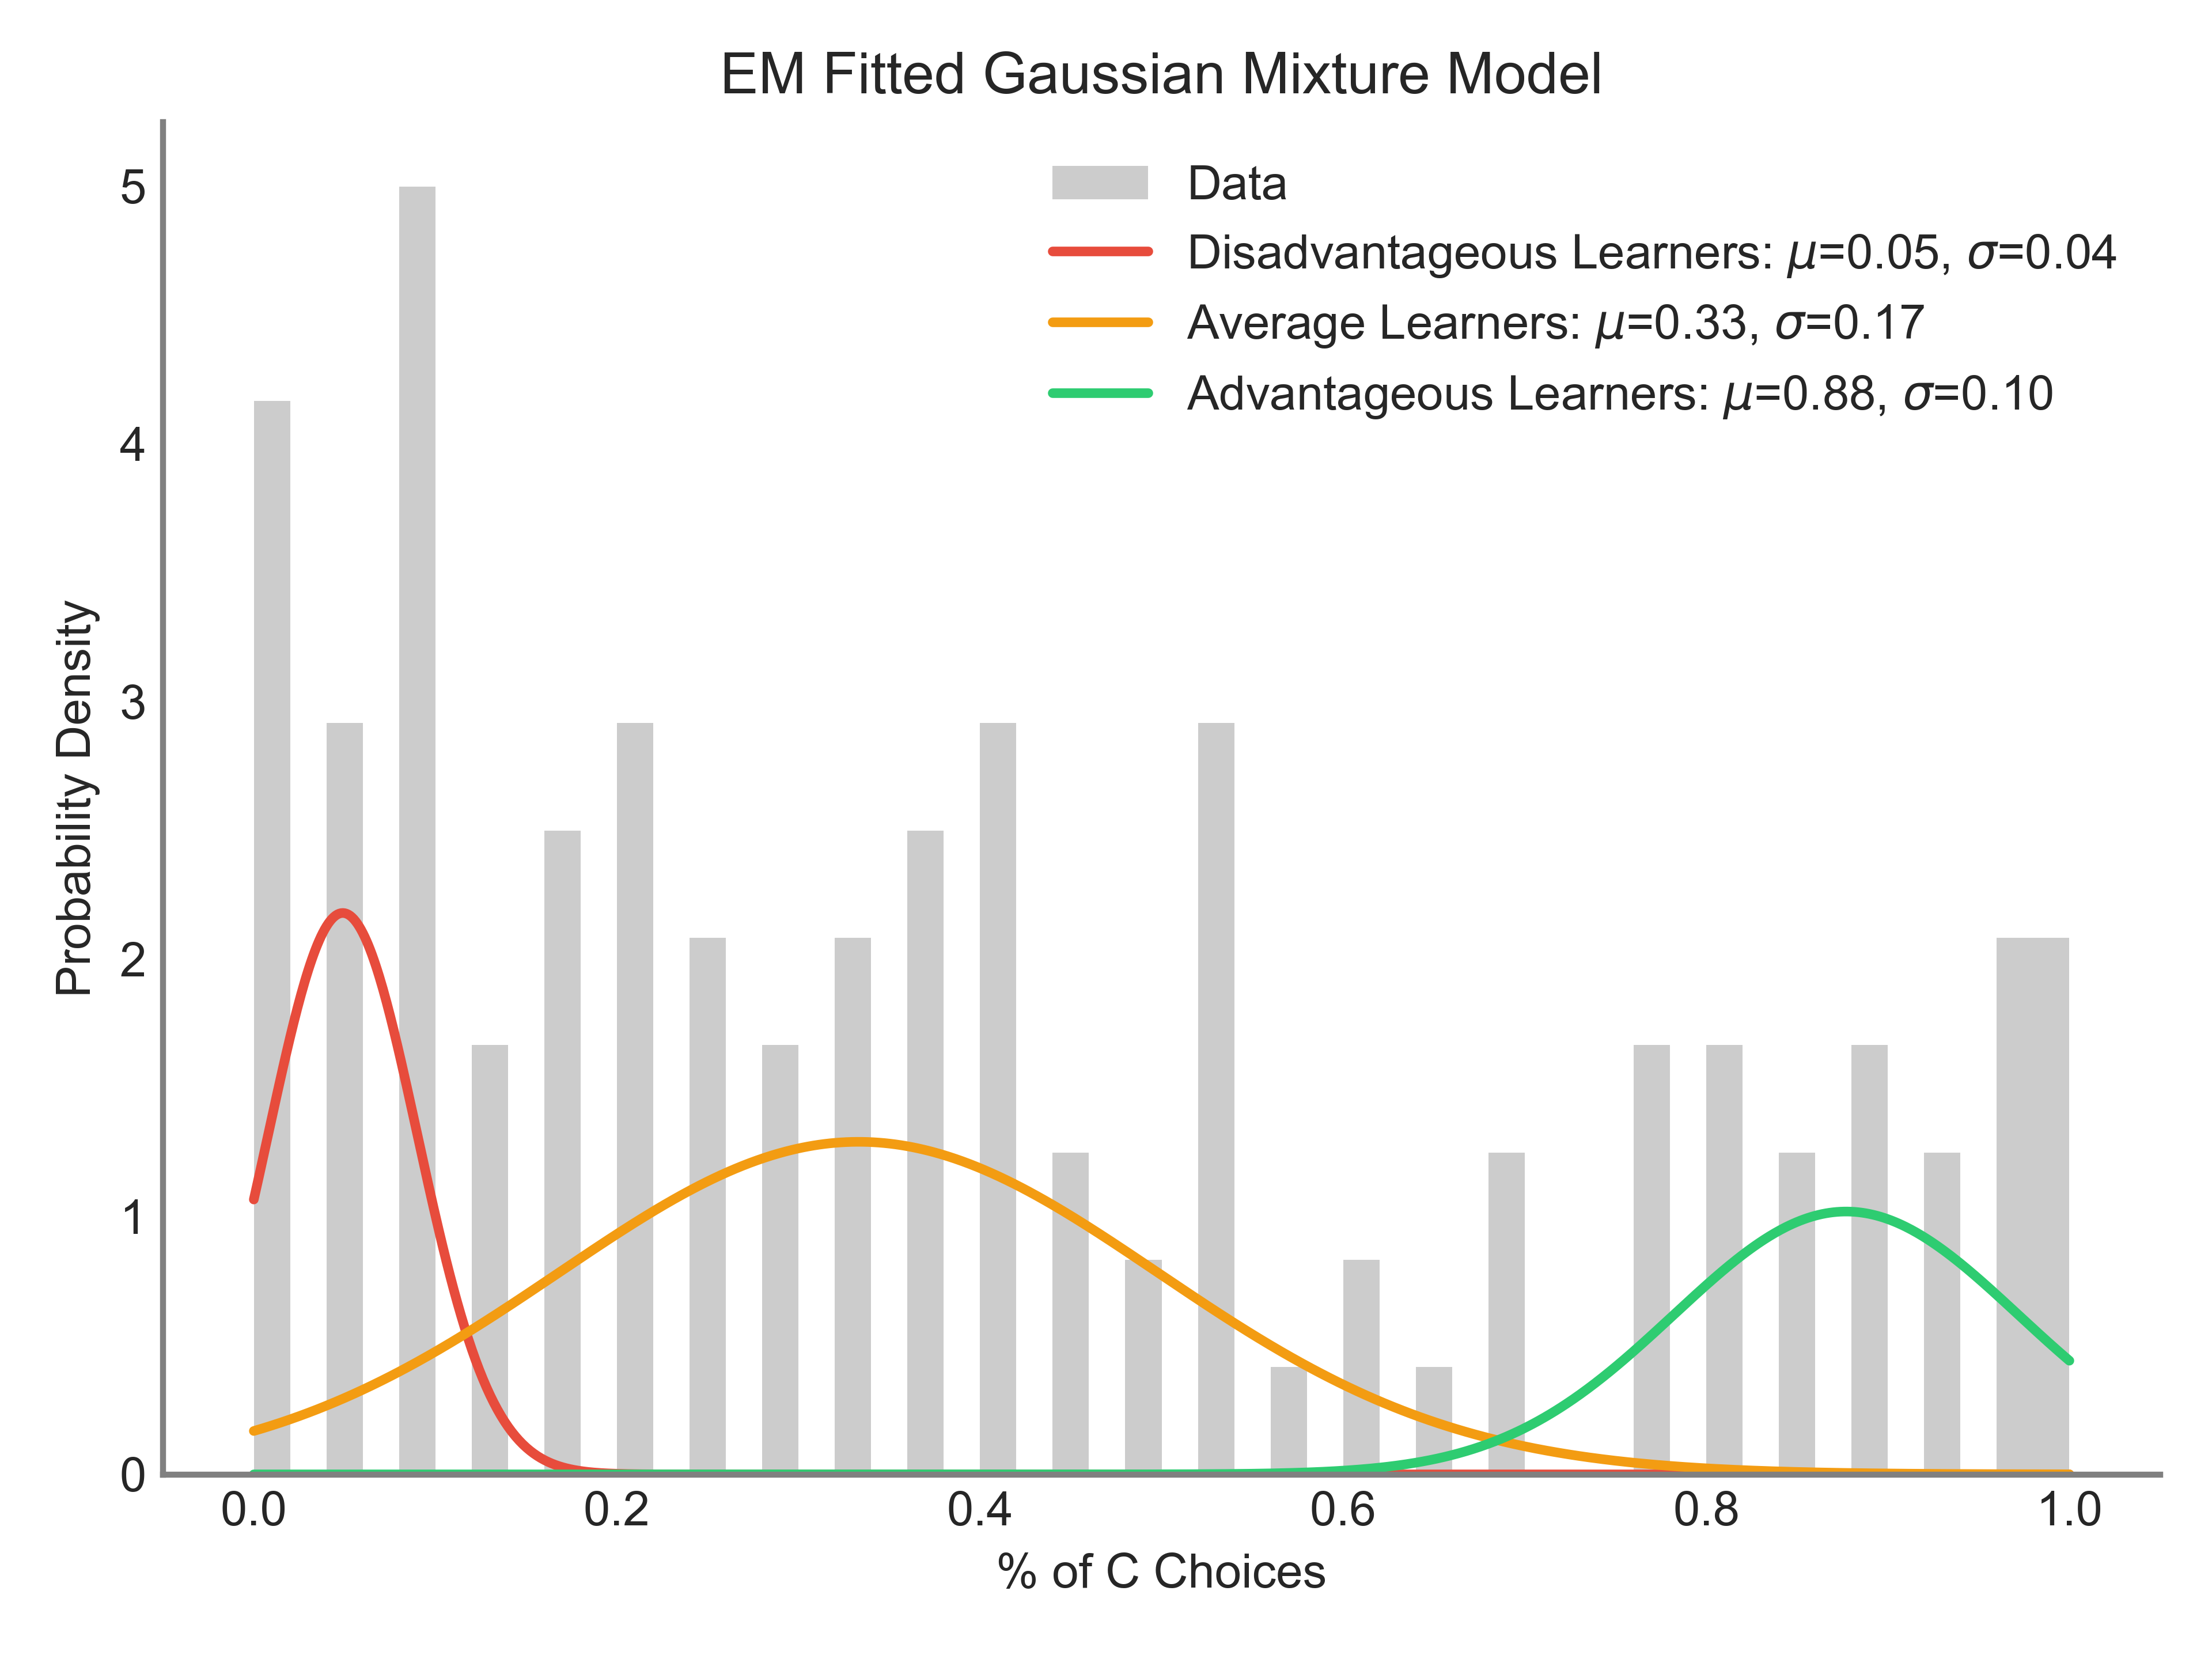 EM Fitted Gaussian Mixture Model
Data
Disadvantageous Learners: μ=0.05, σ=0.04
Average Learners: μ=0.33, σ=0.17
Advantageous Learners: μ=0.88, σ=0.10
Probability Density
5
4
3
2
1
0
0.0 0.2 0.4 0.6 0.8 1.0
% of C Choices